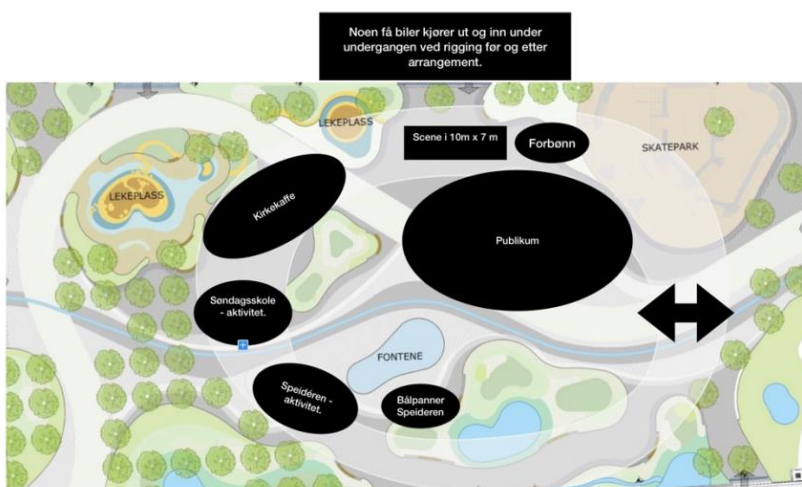 Noen få biler kjører ut og inn under
undergangen ved rigging før og etter
arrangement.
LEKEPLASS
Scene i 10m x 7 m
Forbønn
SKATEPARK
LEKEPLASS
Kirkekaffe
Publikum
Søndagsskole
- aktivitet.
FONTENE
Speidéren -
aktivitet.
Bålpanner
Speideren